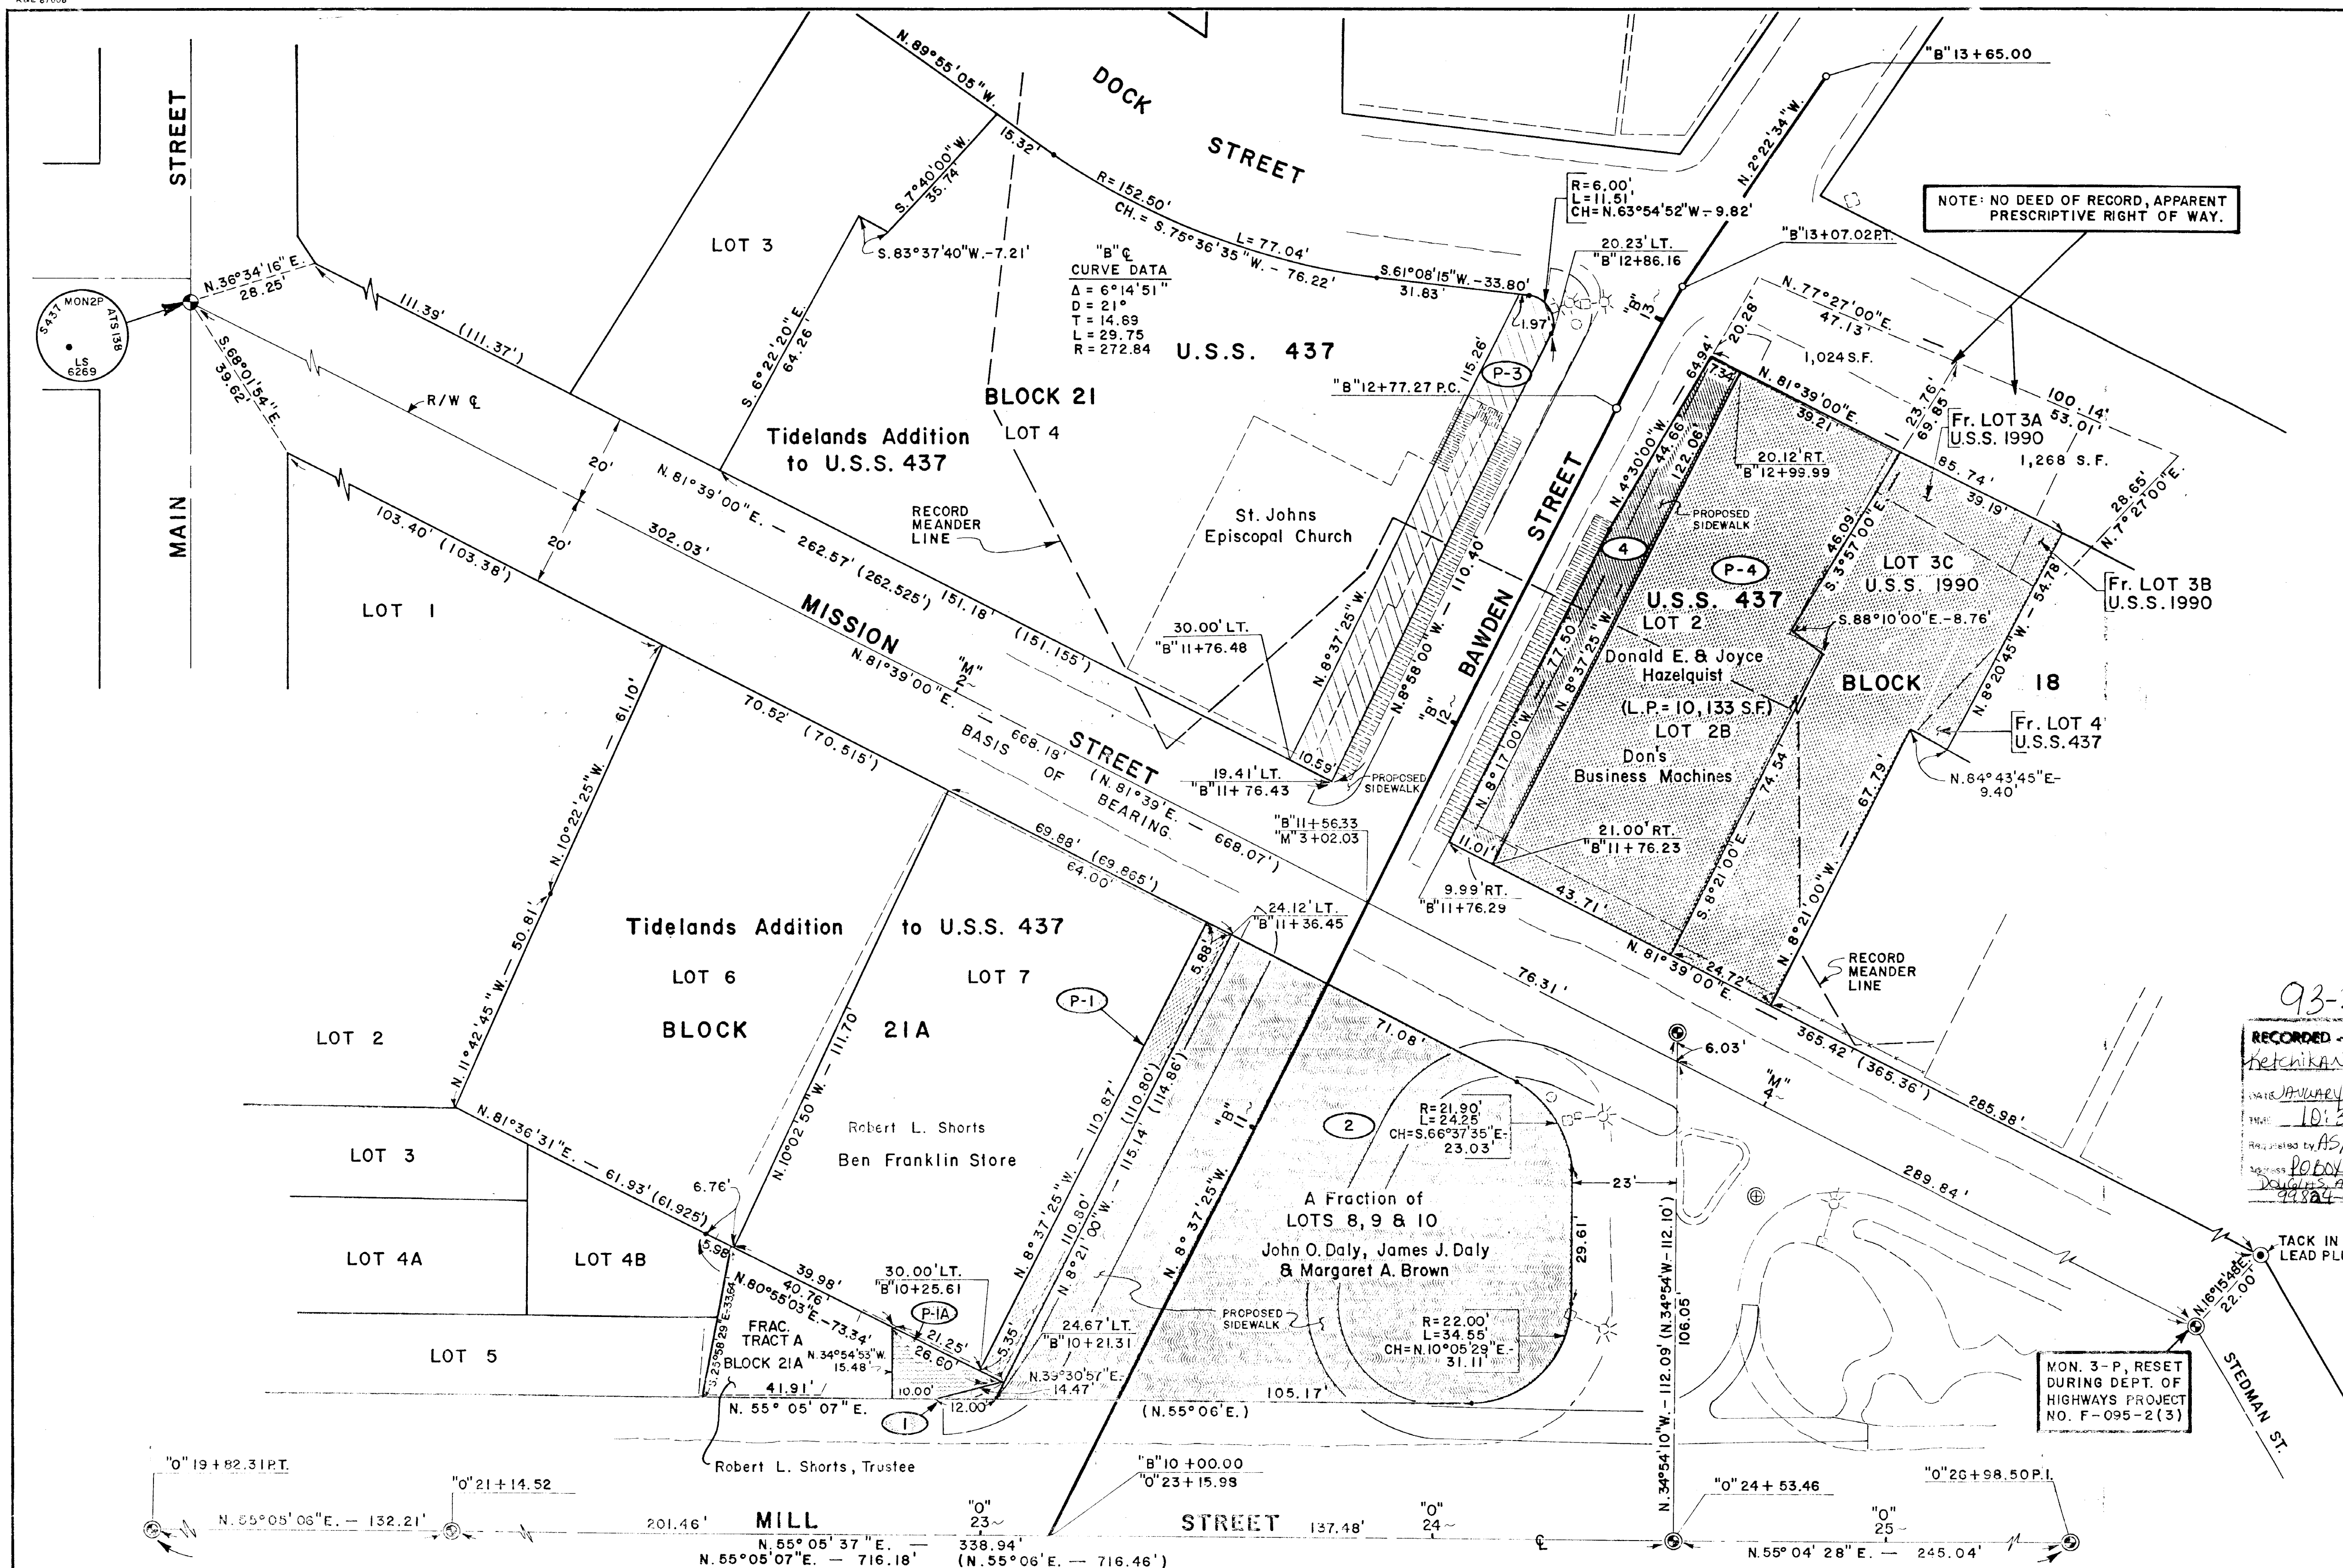 "B" 13+65.00
N. 89°55'05" W.
DOCK
STREET
15.32'
N. 2°22'34" W.
STREET
MAIN
S. 7°40'00" W.
35.74'
R=152.50'
CH. = S. 75°36'35" W. - 76.22'
L=77.04'
R=6.00'
L=11.51'
CH=N.63°54'52"W-9.82'
NOTE: NO DEED OF RECORD, APPARENT
PRESCRIPTIVE RIGHT OF WAY.
"B" 13+07.02 P.T.
20.23' LT.
"B" 12+86.16
LOT 3
S. 83°37'40" W.-7.21'
"B" ℄
CURVE DATA
Δ = 6°14'51"
D = 21°
T = 14.89
L = 29.75
R = 272.84
S. 61°08'15" W. -33.80'
31.83'
1.97'
"B"
13~
N. 36°34'16" E.
28.25'
S437 MON2P ATS138
LS
6269
S. 68°01'54" E.
39.62'
111.39' (111.37')
R/W ℄
S. 6°22'20" E.
64.26'
U.S.S. 437
BLOCK 21
LOT 4
Tidelands Addition
to U.S.S. 437
115.26'
P-3
"B" 12+77.27 P.C.
N. 77°27'00" E.
47.13'
20.28'
1,024 S.F.
7.34'
N. 81°39'00" E.
39.21'
23.76'
69.85'
100.14'
53.01'
Fr. LOT 3A
U.S.S. 1990
1,268 S.F.
85.74'
39.19'
28.65'
N. 7°27'00" E.
20.12' RT.
"B" 12+99.99
N. 4°30'00" W. - 64.94'
44.66'
122.06'
PROPOSED
SIDEWALK
20'
20'
N. 81°39'00" E. - 262.57' (262.525')
302.03'
103.40' (103.38')
RECORD
MEANDER
LINE
St. Johns
Episcopal Church
4
P-4
U.S.S. 437
LOT 2
46.09'
S. 3°57'00" E.
LOT 3C
U.S.S. 1990
Fr. LOT 3B
U.S.S. 1990
S. 88°10'00" E.-8.76'
N. 8°20'45" W. - 54.78'
Donald E. & Joyce
Hazelquist
(L.P.= 10,133 S.F.)
LOT 2B
Don's
Business Machines
BLOCK
18
Fr. LOT 4
U.S.S. 437
N. 84°43'45"E-
9.40'
LOT 1
MISSION
151.18' (151.155')
N. 81°39'00" E. - 668.18' (N. 81°39' E. - 668.07')
STREET
"M"
2~
BASIS
OF
BEARING
30.00' LT.
"B" 11+76.48
N. 8°37'25" W.
N. 8°58'00" W. - 110.40'
BAWDEN
STREET
"B"
12~
N. 8°17'00" W. - 77.50'
N. 8°37'25" W.
10.59'
19.41' LT.
"B" 11+76.43
PROPOSED
SIDEWALK
"B" 11+56.33
"M" 3+02.03
21.00' RT.
"B" 11+76.23
11.01'
9.99' RT.
"B" 11+76.29
43.71'
S. 8°21'00" E. - 74.54'
N. 8°21'00" W. - 67.79'
24.72'
N. 81°39'00" E.
RECORD
MEANDER
LINE
N. 10°22'25" W. - 61.10'
70.52' (70.515')
69.88' (69.865')
64.00'
24.12' LT.
"B" 11+36.45
76.31'
N. 11°42'45" W. - 50.81'
Tidelands Addition to U.S.S. 437
LOT 6
LOT 7
BLOCK 21A
P-1
5.88'
71.08'
6.03'
"M"
4~
365.42' (365.36')
285.98'
289.84'
93-
RECORDED -
Ketchikan
DATE JANUARY
TIME 10:
Requested by AS
Address P.O. BOX
DOUGLAS, A
99824
LOT 2
N. 10°02'50" W. - 111.70'
Robert L. Shorts
Ben Franklin Store
N. 8°37'25" W. - 110.87'
(110.80') (114.86')
110.80'
N. 8°21'00" W. - 115.14'
N. 8°37'25" W.
"B"
11~
2
R=21.90'
L=24.25'
CH=S.66°37'35"E-
23.03'
23'
A Fraction of
LOTS 8, 9 & 10
John O. Daly, James J. Daly
& Margaret A. Brown
29.61'
PROPOSED
SIDEWALK
R=22.00'
L=34.55'
CH=N.10°05'29"E.-
31.11'
N. 34°54'10"W. - 112.09' (N.34°54'W-112.10')
106.05'
TACK IN
LEAD PL
N. 16°15'48"E.
22.00'
MON. 3-P, RESET
DURING DEPT. OF
HIGHWAYS PROJECT
NO. F-095-2(3)
STEDMAN ST.
LOT 3
N. 81°36'31" E. - 61.93' (61.925')
6.76'
5.98'
LOT 4A
LOT 4B
39.98'
40.76'
N. 80°55'03" E.-73.34'
30.00' LT.
"B" 10+25.61
P-1A
21.25'
26.60'
5.35'
24.67' LT.
"B" 10+21.31
S. 23°58'29" E-33.64'
FRAC.
TRACT A
BLOCK 21A
N. 34°54'53" W.
15.48'
LOT 5
41.91'
N. 55°05'07" E.
10.00'
12.00'
N. 39°30'57" E.-
14.47'
1
105.17'
(N. 55°06' E.)
Robert L. Shorts, Trustee
"O" 19+82.31 P.T.
"O" 21+14.52
"B" 10+00.00
"O" 23+15.98
"O" 24+53.46
"O" 26+98.50 P.I.
N. 55°05'06" E. - 132.21'
201.46'
MILL
"O"
23~
STREET
137.48'
"O"
24~
℄
"O"
25~
N. 55°05'37" E. - 338.94'
N. 55°05'07" E. - 716.18' (N. 55°06' E. - 716.46')
N. 55°04'28" E. - 245.04'